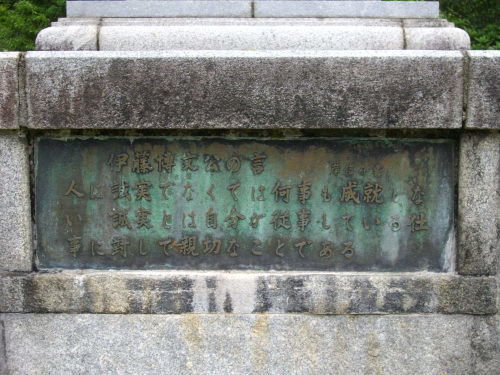 伊藤博文公の言
人は誠実でなくては何事も成就しな
い 誠実とは自分が従事している仕
事に対して親切なことである